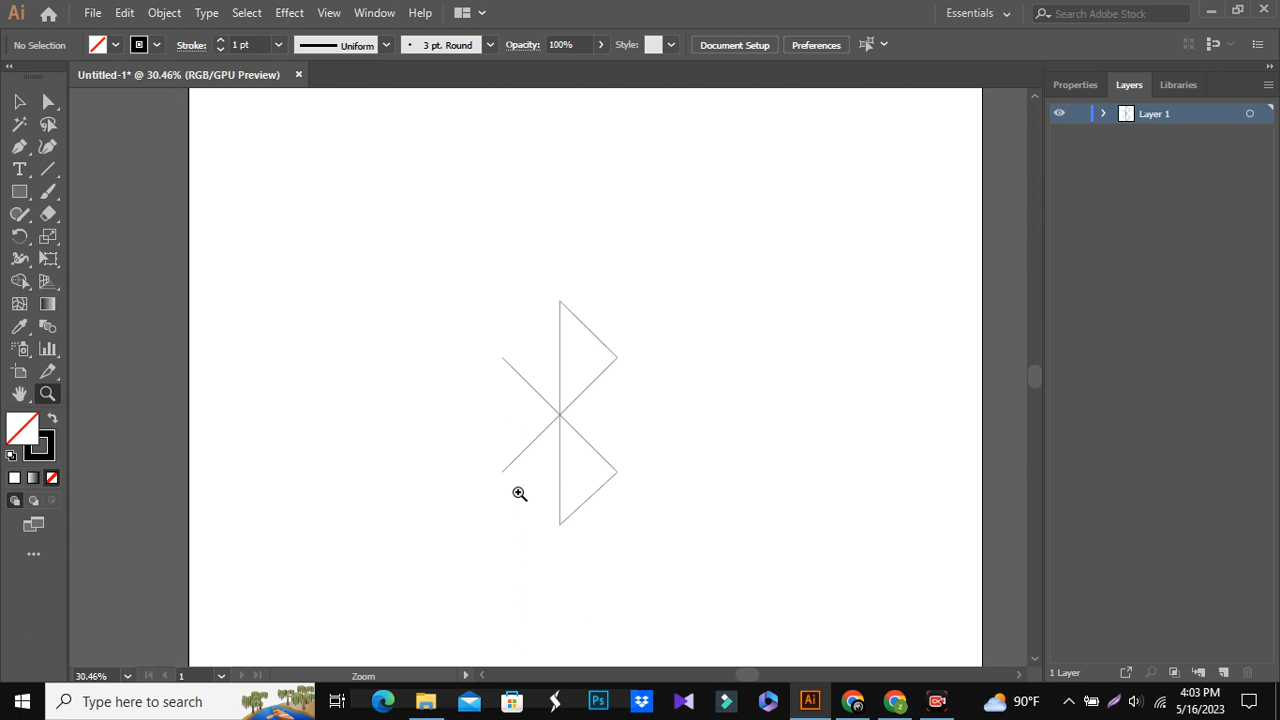 Ai File Edit Object Type Select Effect View Window Help Essentials Search Adobe Stock
No Selection Stroke: 1 pt Uniform 3 pt. Round Opacity: 100% Style: Document Setup Preferences
Untitled-1* @ 30.46% (RGB/GPU Preview)
Properties Layers Libraries
Layer 1
30.46% 1 Zoom 1 Layer
Type here to search Ps Ai 90°F 4:03 PM
5/16/2023